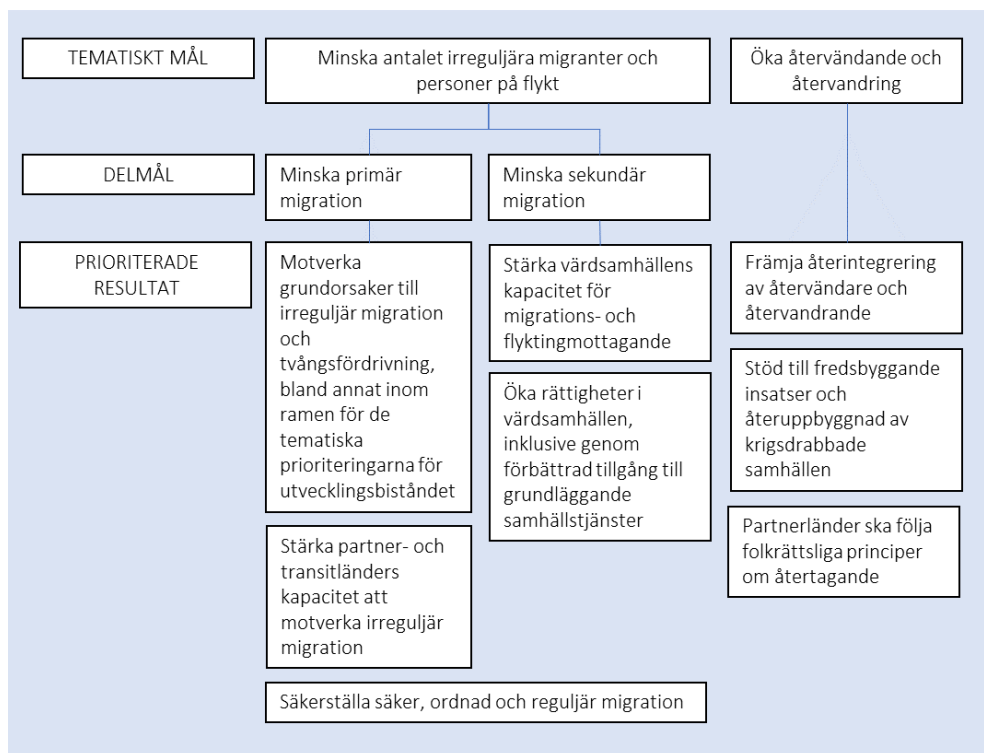 TEMATISKT MÅL
Minska antalet irreguljära migranter och
personer på flykt
Öka återvändande och
återvandring
DELMÅL
Minska primär
migration
Minska sekundär
migration
PRIORITERADE
RESULTAT
Motverka
grundorsaker till
irreguljär migration
och
tvångsfördrivning,
bland annat inom
ramen för de
tematiska
prioriteringarna för
utvecklingsbiståndet
Stärka partner- och
transitländers
kapacitet att
motverka irreguljär
migration
Stärka värdsamhällens
kapacitet för
migrations- och
flyktingmottagande
Öka rättigheter i
värdsamhällen,
inklusive genom
förbättrad tillgång till
grundläggande
samhällstjänster
Säkerställa säker, ordnad och reguljär migration
Främja återintegrering
av återvändare och
återvandrande
Stöd till fredsbyggande
insatser och
återuppbyggnad av
krigsdrabbade
samhällen
Partnerländer ska följa
folkrättsliga principer
om återtagande